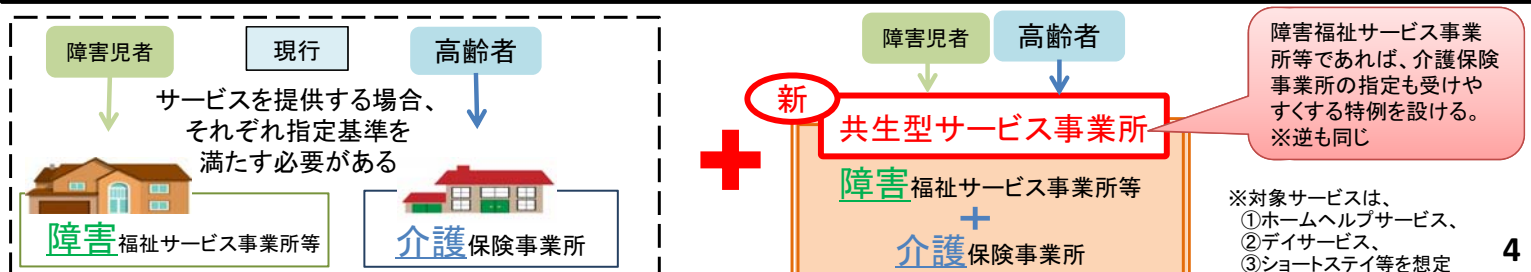 障害児者
現行
高齢者
サービスを提供する場合、
それぞれ指定基準を
満たす必要がある
障害福祉サービス事業所等
介護保険事業所
+
障害児者
高齢者
新
共生型サービス事業所
障害福祉サービス事業所等
+
介護保険事業所
障害福祉サービス事業
所等であれば、介護保険
事業所の指定も受けや
すくする特例を設ける。
※逆も同じ
※対象サービスは、
①ホームヘルプサービス、
②デイサービス、
③ショートステイ等を想定
4